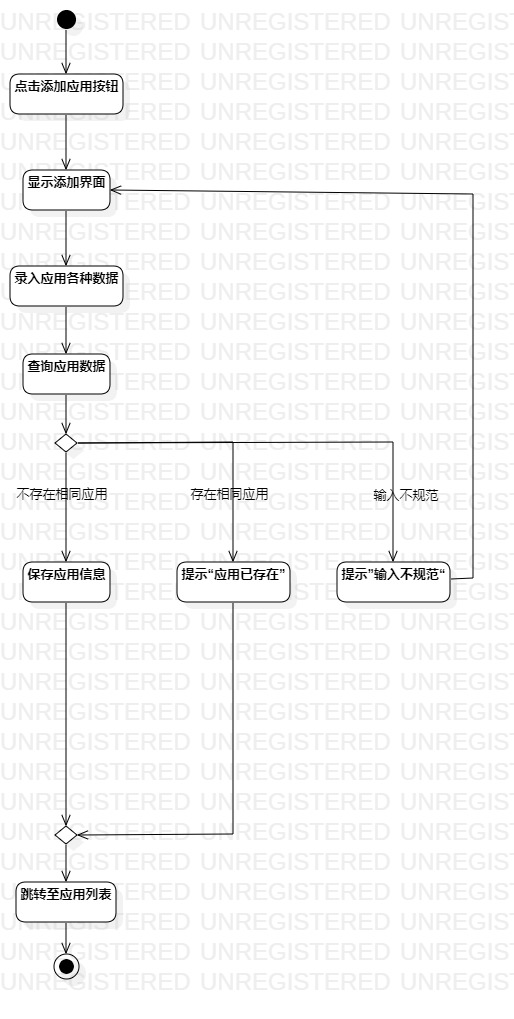 点击添加应用按钮
显示添加界面
录入应用各种数据
查询应用数据
不存在相同应用
存在相同应用
输入不规范
保存应用信息
提示“应用已存在”
提示”输入不规范“
跳转至应用列表
UNREGISTERED